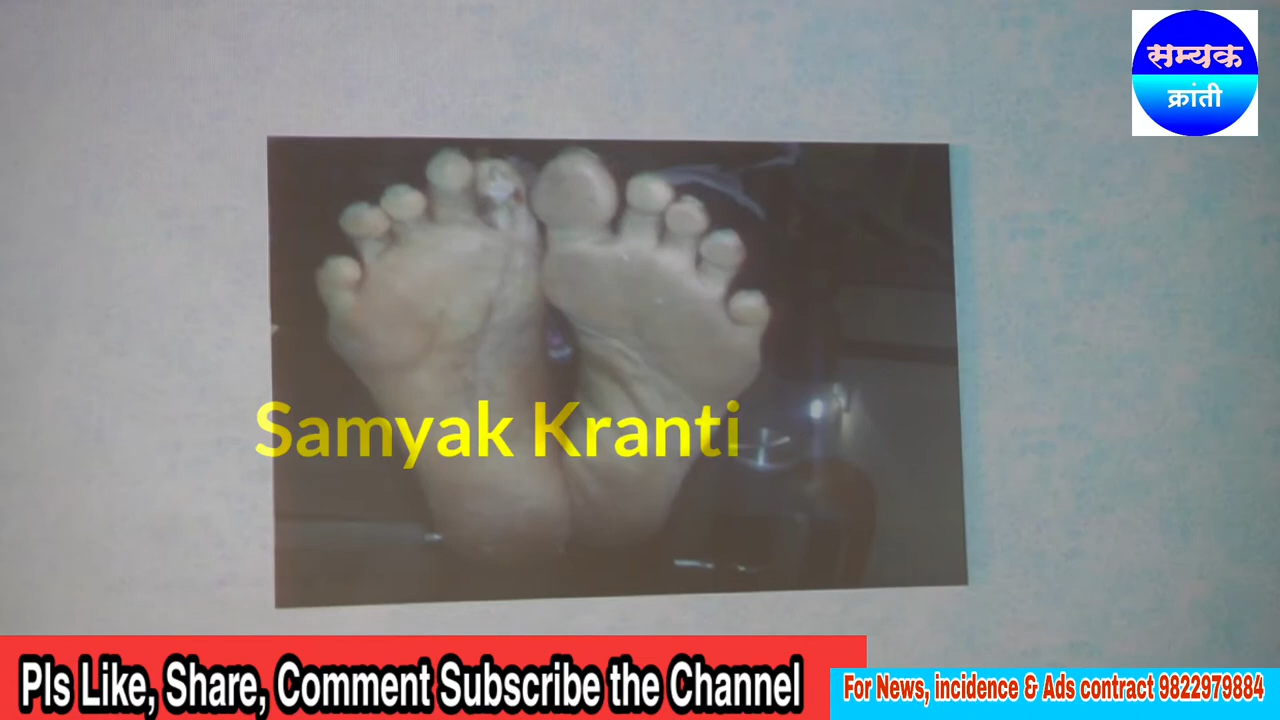 सम्यक
क्रांती
Samyak Kranti
Pls Like, Share, Comment Subscribe the Channel
For News, incidence & Ads contract 9822979884